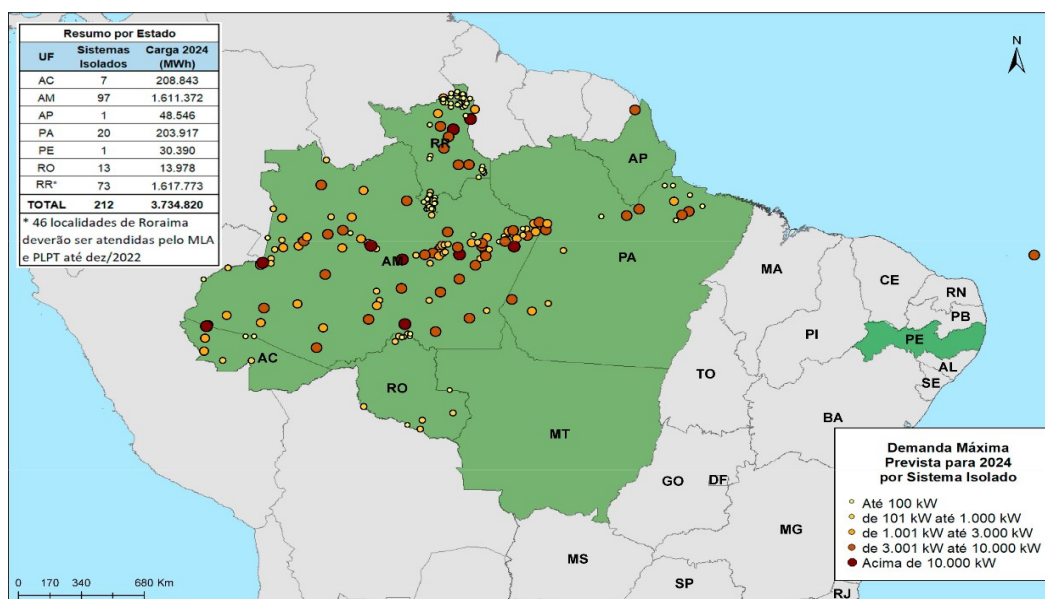 Resumo por Estado
UF Sistemas Isolados Carga 2024 (MWh)
AC 7 208.843
AM 97 1.611.372
AP 1 48.546
PA 20 203.917
PE 1 30.390
RO 13 13.978
RR* 73 1.617.773
TOTAL 212 3.734.820
* 46 localidades de Roraima
deverão ser atendidas pelo MLA
e PLPT até dez/2022
N
RR
AP
AM
PA
MA
CE
RN
PB
PI
PE
AC
AL
TO
SE
RO
BA
MT
GO
DF
MG
MS
SP
RJ
Demanda Máxima
Prevista para 2024
por Sistema Isolado
Até 100 kW
de 101 kW até 1.000 kW
de 1.001 kW até 3.000 kW
de 3.001 kW até 10.000 kW
Acima de 10.000 kW
0 170 340 680 Km